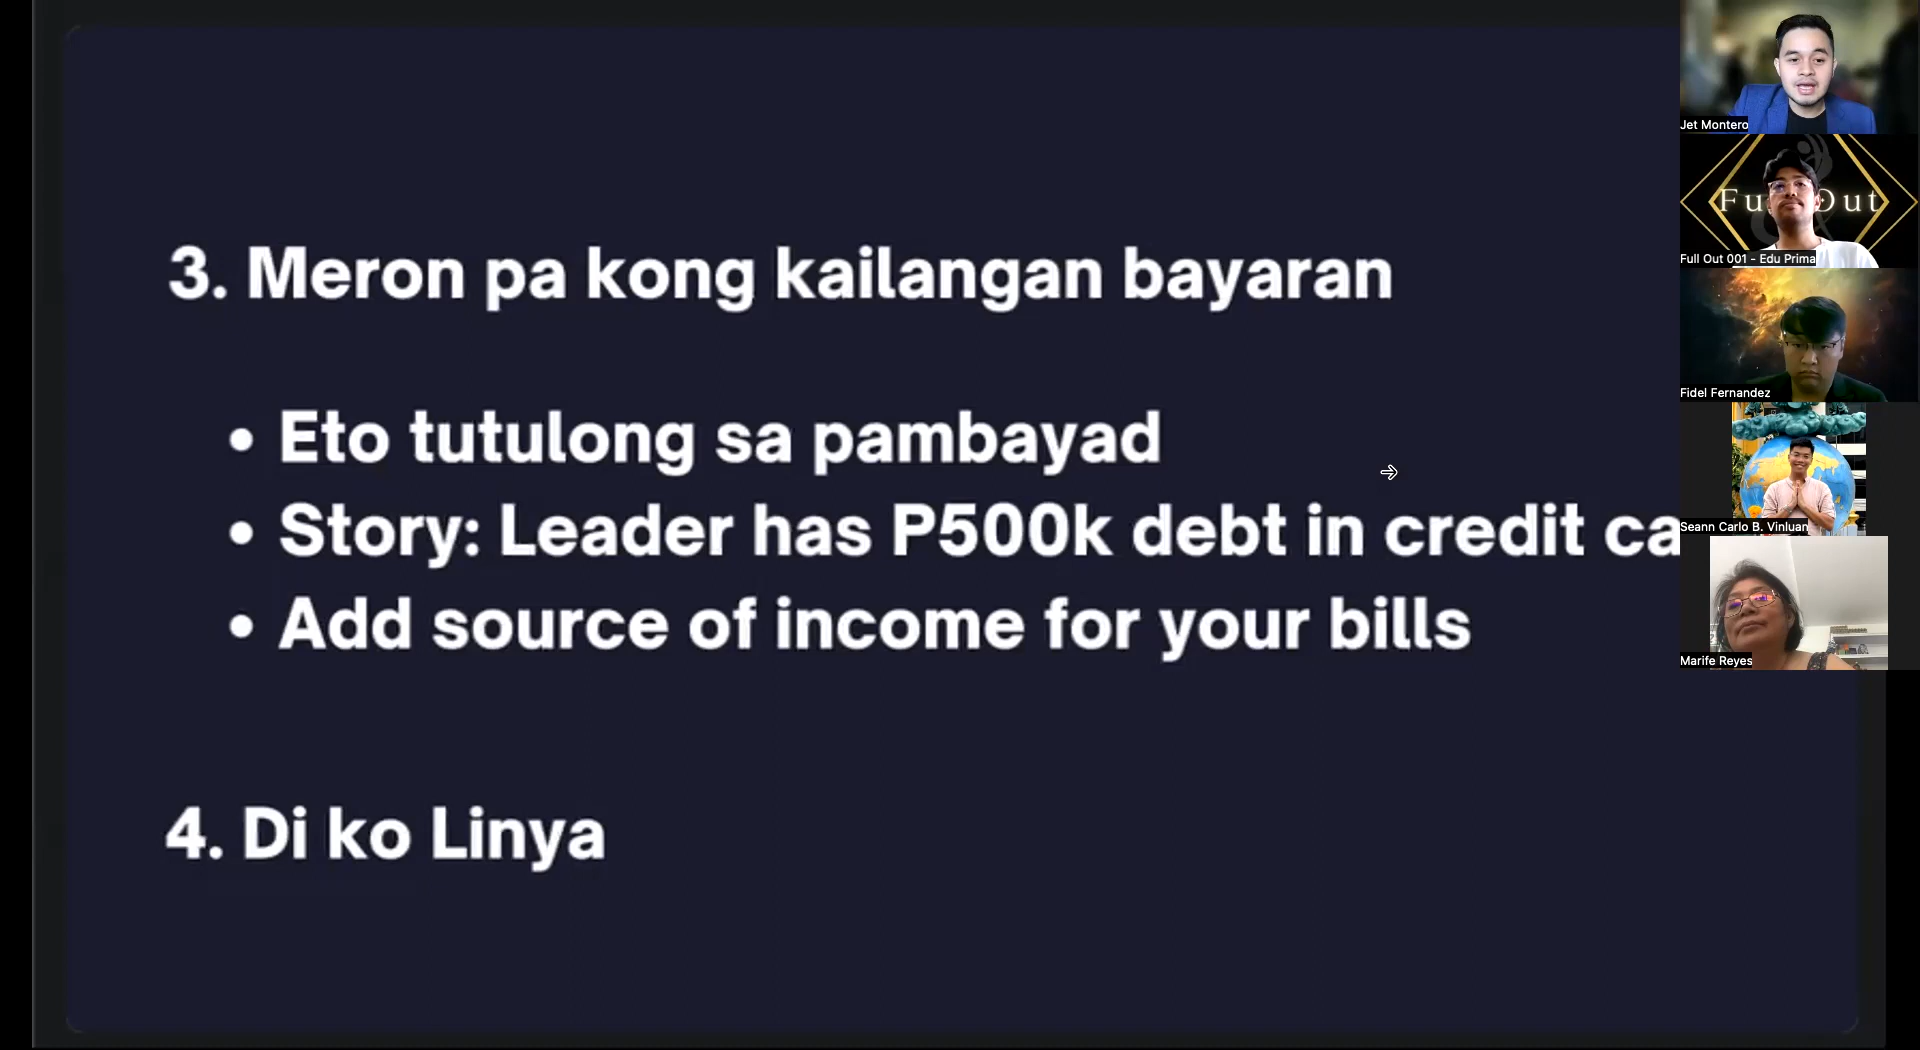 3. Meron pa kong kailangan bayaran
• Eto tutulong sa pambayad
• Story: Leader has P500k debt in credit ca
• Add source of income for your bills
4. Di ko Linya
Jet Montero
Full Out
Full Out 001 - Edu Prima
Fidel Fernandez
Seann Carlo B. Vinluan
Marife Reyes